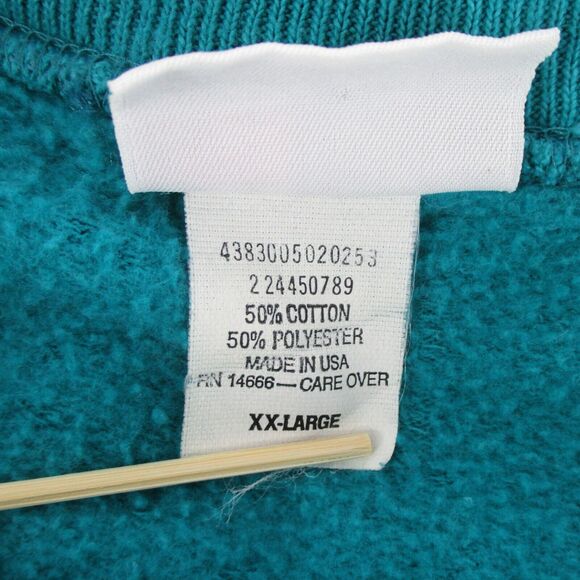 4383005020253
2 24450789
50% COTTON
50% POLYESTER
MADE IN USA
RN 14666—CARE OVER
XX-LARGE